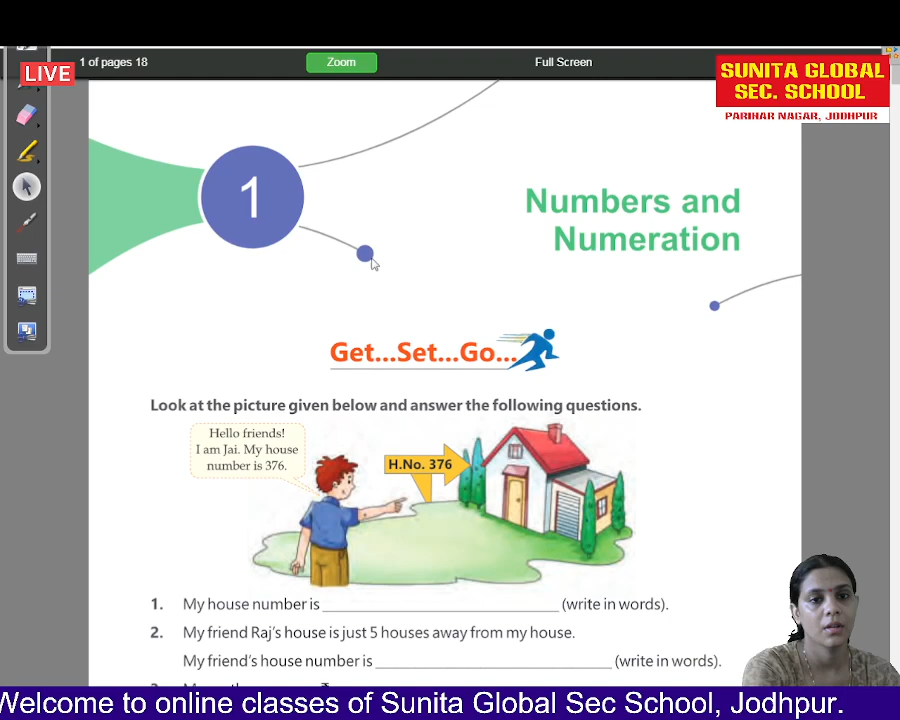 1 of pages 18
Zoom
Full Screen
LIVE
SUNITA GLOBAL
SEC. SCHOOL
PARIHAR NAGAR, JODHPUR
1
Numbers and
Numeration
Get...Set...Go...
Look at the picture given below and answer the following questions.
Hello friends!
I am Jai. My house
number is 376.
H.No. 376
1. My house number is ______________________________ (write in words).
2. My friend Raj's house is just 5 houses away from my house.
My friend's house number is ______________________________ (write in words).
Welcome to online classes of Sunita Global Sec School, Jodhpur.